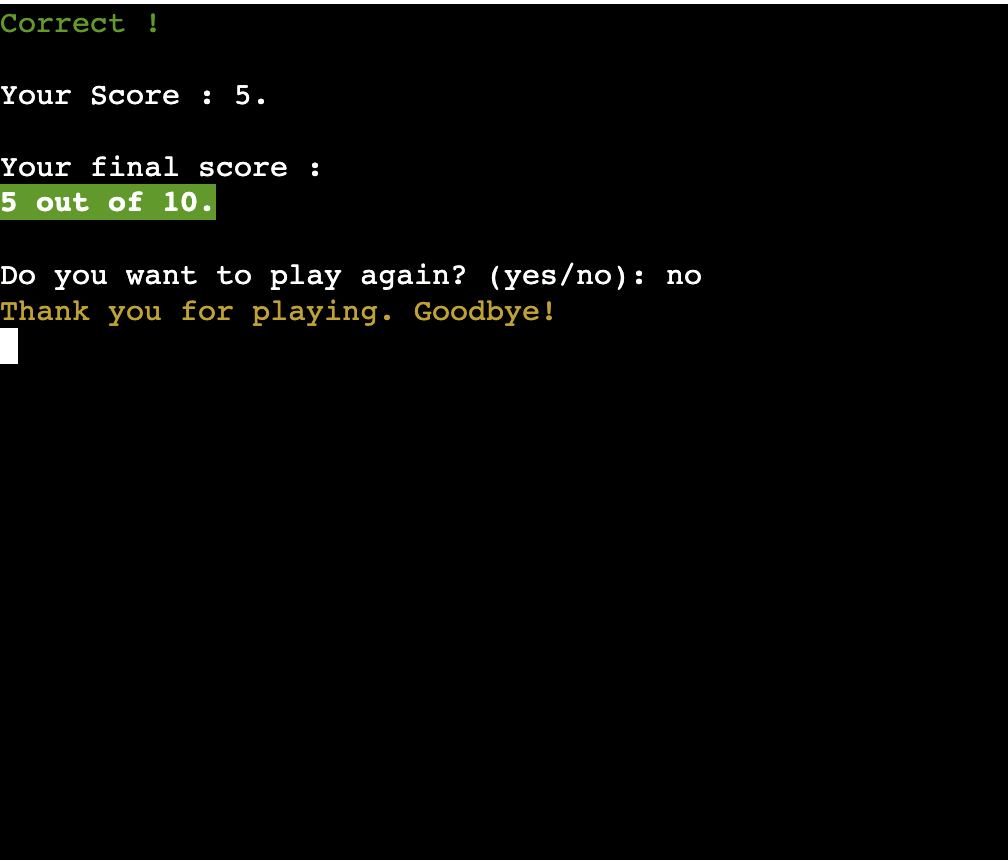 Correct !
Your Score : 5.
Your final score :
5 out of 10.
Do you want to play again? (yes/no): no
Thank you for playing. Goodbye!